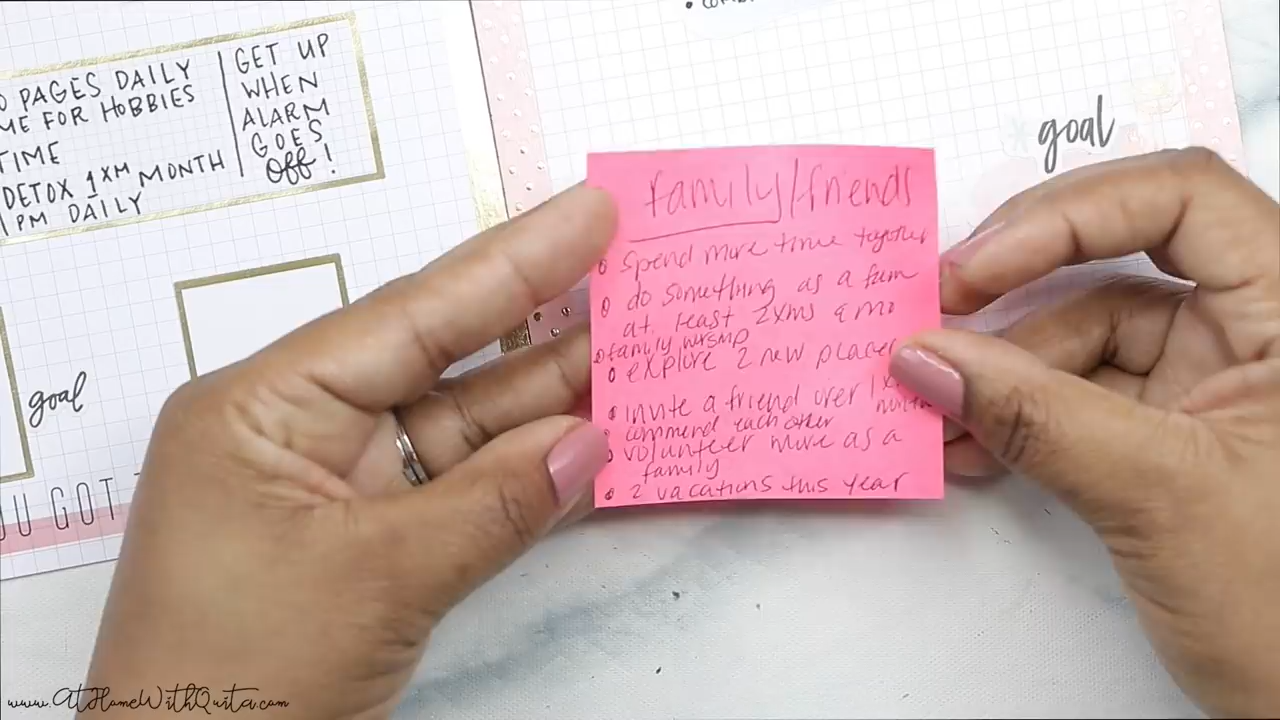 PAGES DAILY
ME FOR HOBBIES
TIME
DETOX 1XM MONTH
PM DAILY
GET UP
WHEN
ALARM
GOES
OFF!
goal
U GOT
goal
family/friends
spend more time together
do something as a fam
at least 2xms a mo
family wrshp
explore 2 new places
invite a friend over 1x
month
commend each other
volunteer more as a
family
2 vacations this year
www.AtHomeWithQuita.com